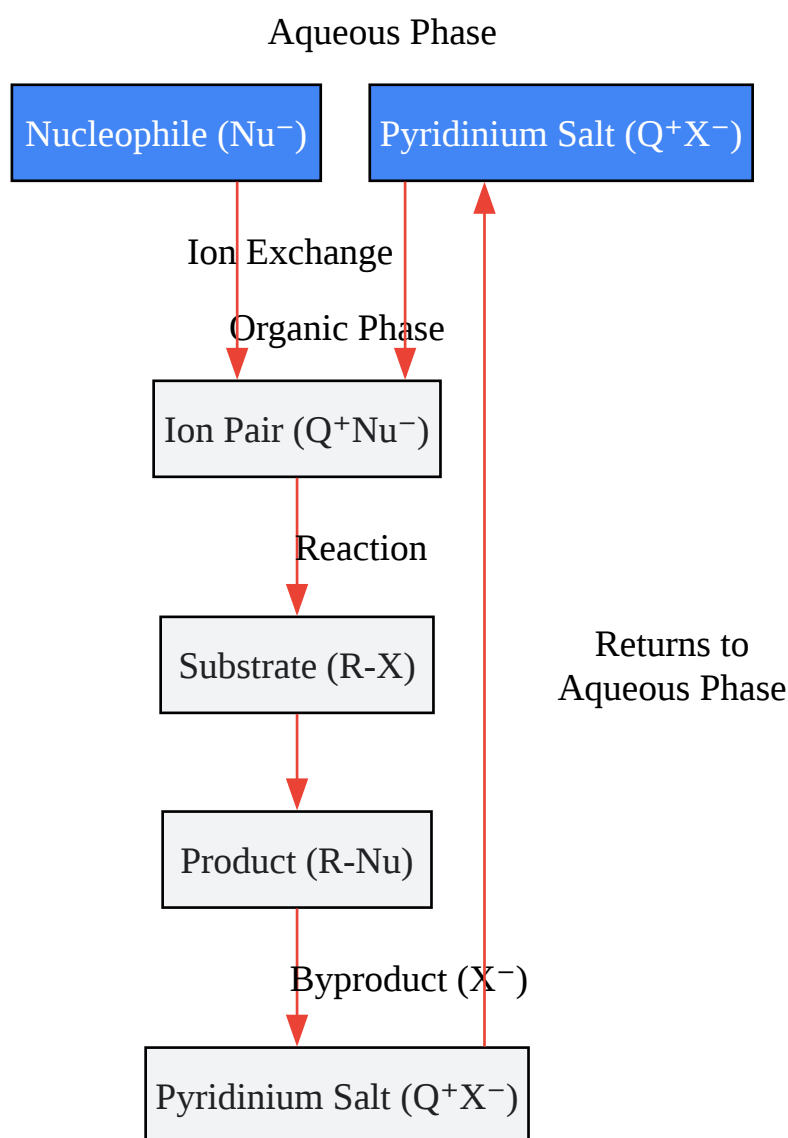 Aqueous Phase
Nucleophile (Nu⁻)
Pyridinium Salt (Q⁺X⁻)
Ion Exchange
Organic Phase
Ion Pair (Q⁺Nu⁻)
Reaction
Substrate (R-X)
Returns to
Aqueous Phase
Product (R-Nu)
Byproduct (X⁻)
Pyridinium Salt (Q⁺X⁻)